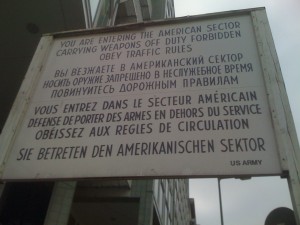 YOU ARE ENTERING THE AMERICAN SECTOR
CARRYING WEAPONS OFF DUTY FORBIDDEN
OBEY TRAFFIC RULES
ВЫ ВЪЕЗЖАЕТЕ В АМЕРИКАНСКИЙ СЕКТОР
НОСИТЬ ОРУЖИЕ ЗАПРЕЩЕНО В НЕСЛУЖЕБНОЕ ВРЕМЯ
ПОВИНУЙТЕСЬ ДОРОЖНЫМ ПРАВИЛАМ
VOUS ENTREZ DANS LE SECTEUR AMÉRICAIN
DÉFENSE DE PORTER DES ARMES EN DEHORS DU SERVICE
OBÉISSEZ AUX RÈGLES DE CIRCULATION
SIE BETRETEN DEN AMERIKANISCHEN SEKTOR
US ARMY